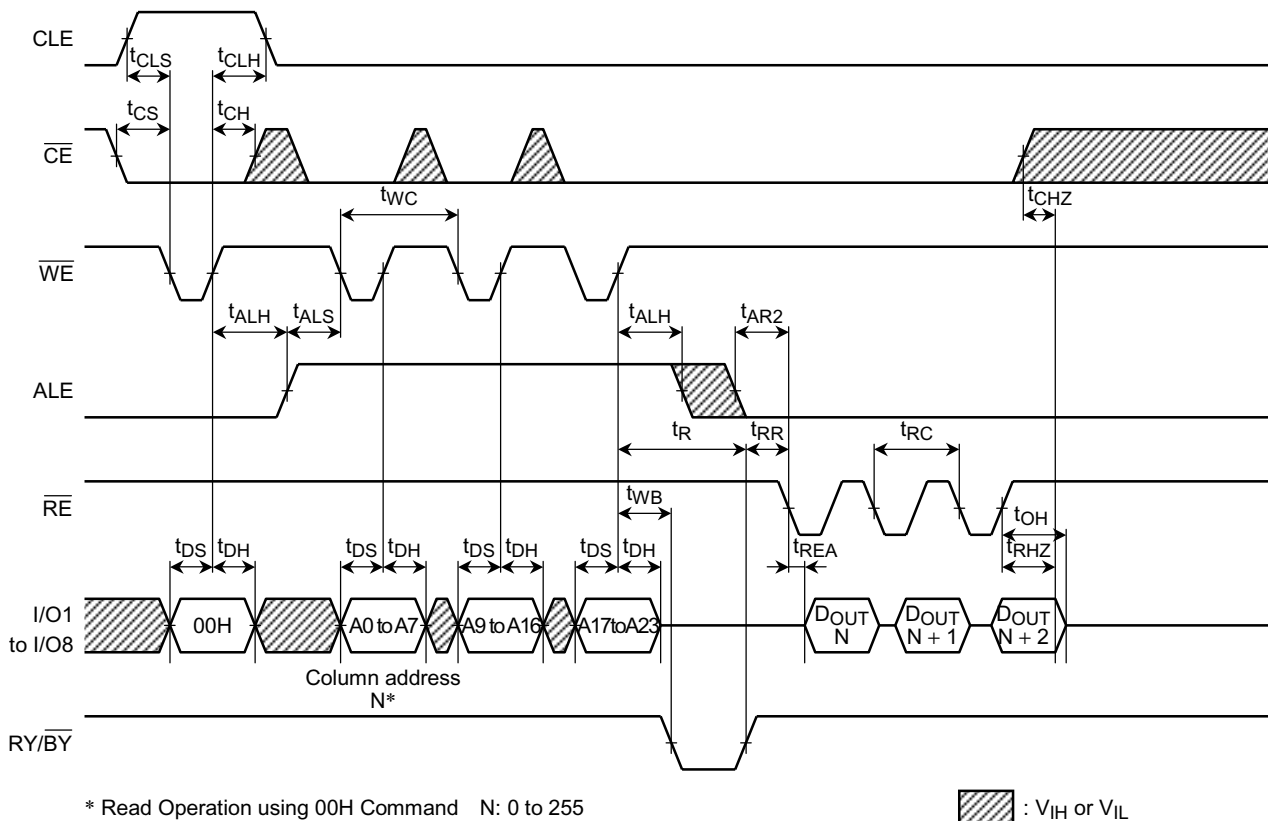 CLE
tCLS
tCLH
tCS
tCH
CE
tWC
tCHZ
WE
tALH
tALS
tALH
tAR2
ALE
tR
tRR
tRC
RE
tWB
tOH
tDS
tDH
tDS
tDH
tDS
tDH
tDS
tDH
tREA
tRHZ
I/O1
to I/O8
00H
A0 to A7
A9 to A16
A17 to A23
DOUT
N
DOUT
N + 1
DOUT
N + 2
Column address
N*
RY/BY
* Read Operation using 00H Command N: 0 to 255
: VIH or VIL